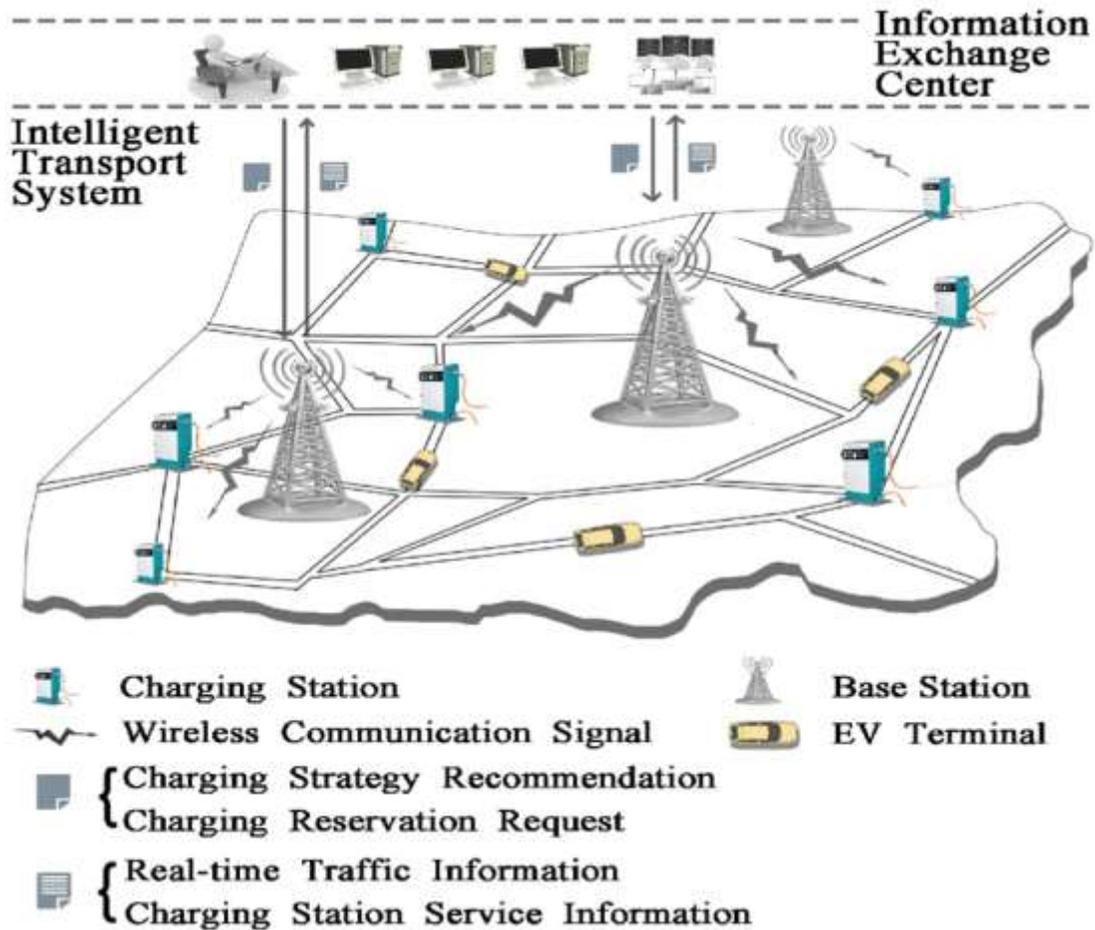 Information
Exchange
Center
Intelligent
Transport
System
Charging Station
Base Station
Wireless Communication Signal
EV Terminal
Charging Strategy Recommendation
Charging Reservation Request
Real-time Traffic Information
Charging Station Service Information